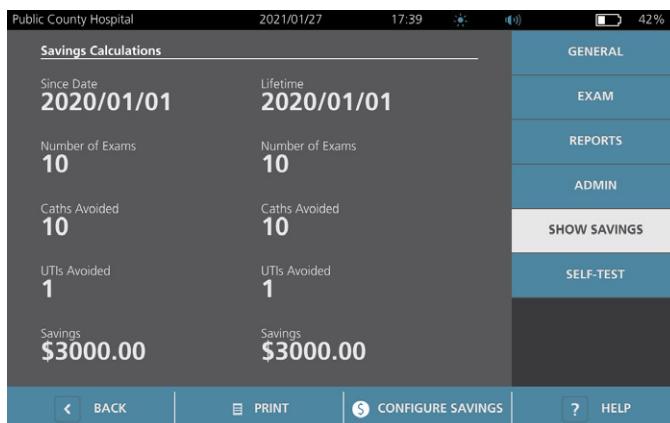 Public County Hospital 2021/01/27 17:39 42%
Savings Calculations
Since Date Lifetime
2020/01/01 2020/01/01
Number of Exams Number of Exams
10 10
Caths Avoided Caths Avoided
10 10
UTIs Avoided UTIs Avoided
1 1
Savings Savings
$3000.00 $3000.00
GENERAL
EXAM
REPORTS
ADMIN
SHOW SAVINGS
SELF-TEST
< BACK PRINT $ CONFIGURE SAVINGS ? HELP